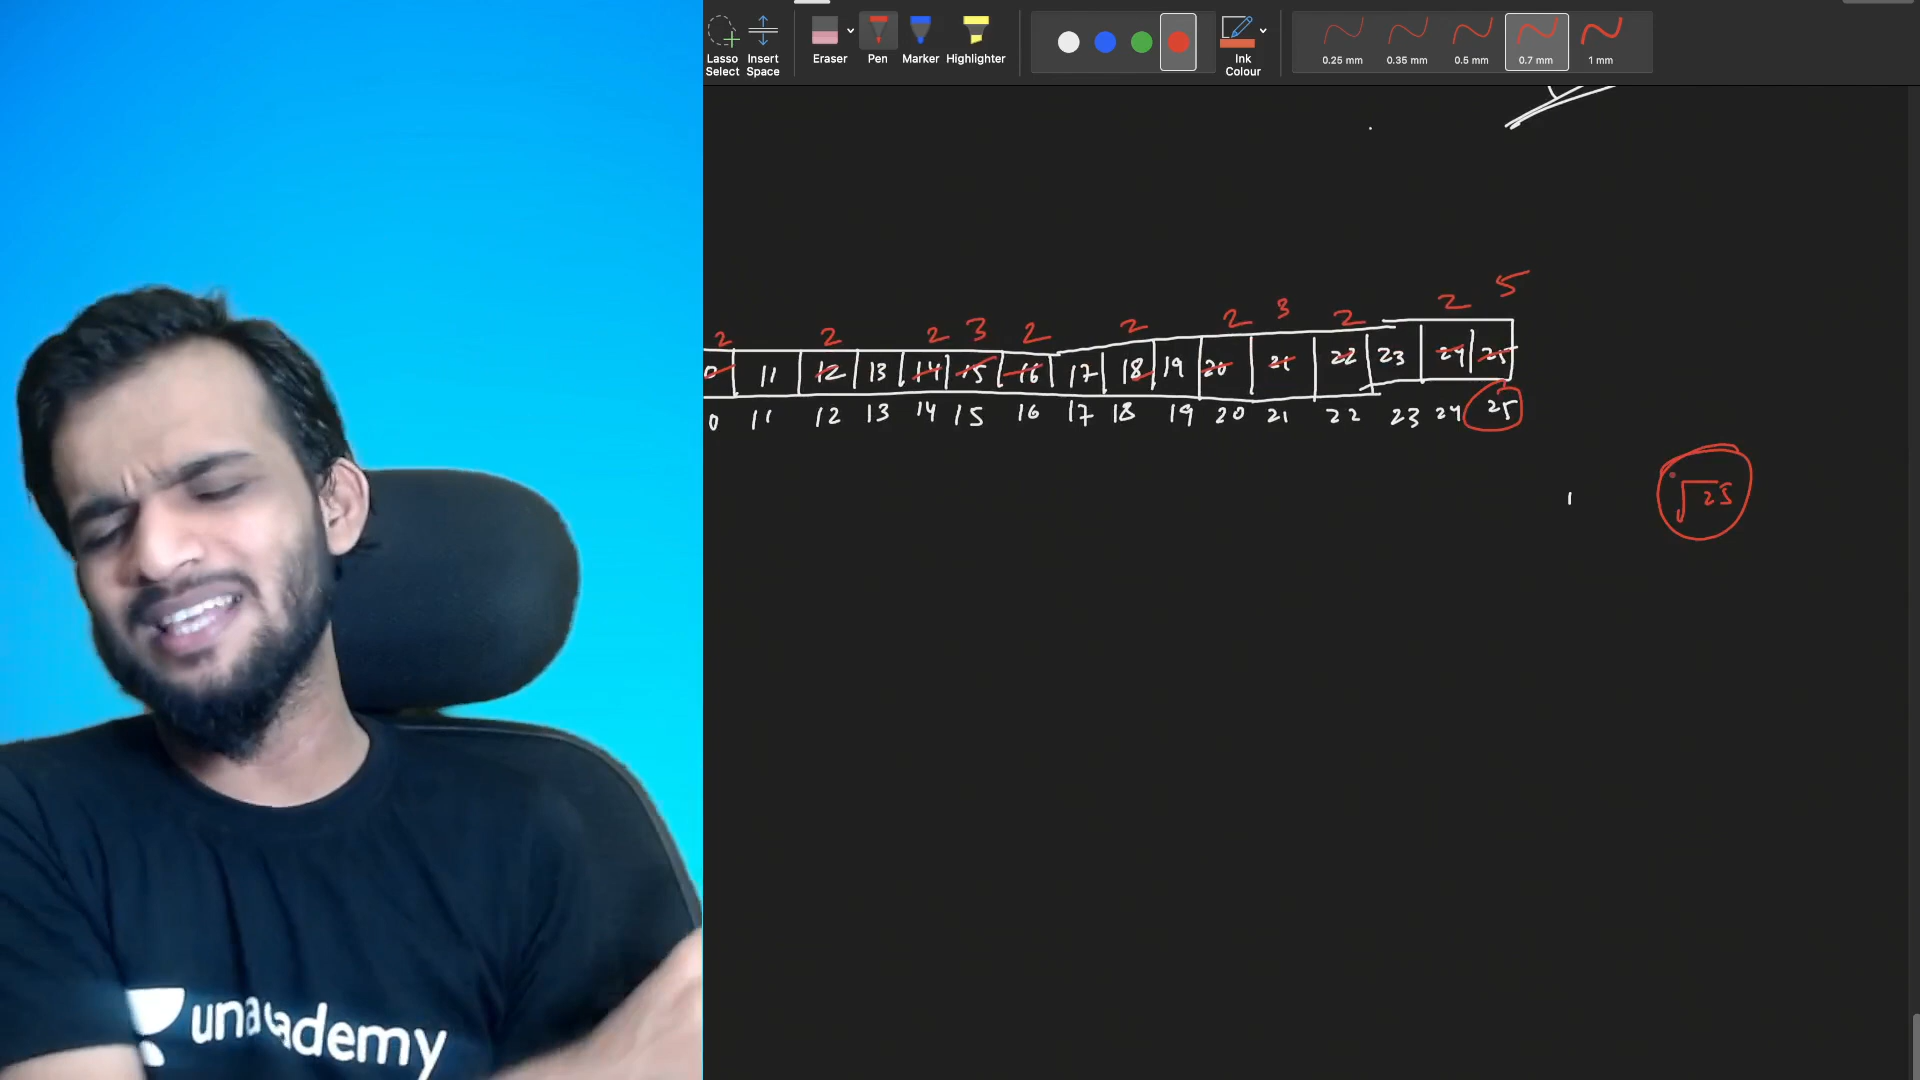 Lasso Select
Insert Space
Eraser
Pen
Marker
Highlighter
Ink Colour
0.25 mm
0.35 mm
0.5 mm
0.7 mm
1 mm
2 2 2 3 2 2 2 3 2 2 5
0 11 12 13 14 15 16 17 18 19 20 21 22 23 24 25
0 11 12 13 14 15 16 17 18 19 20 21 22 23 24 25
√25
unacademy